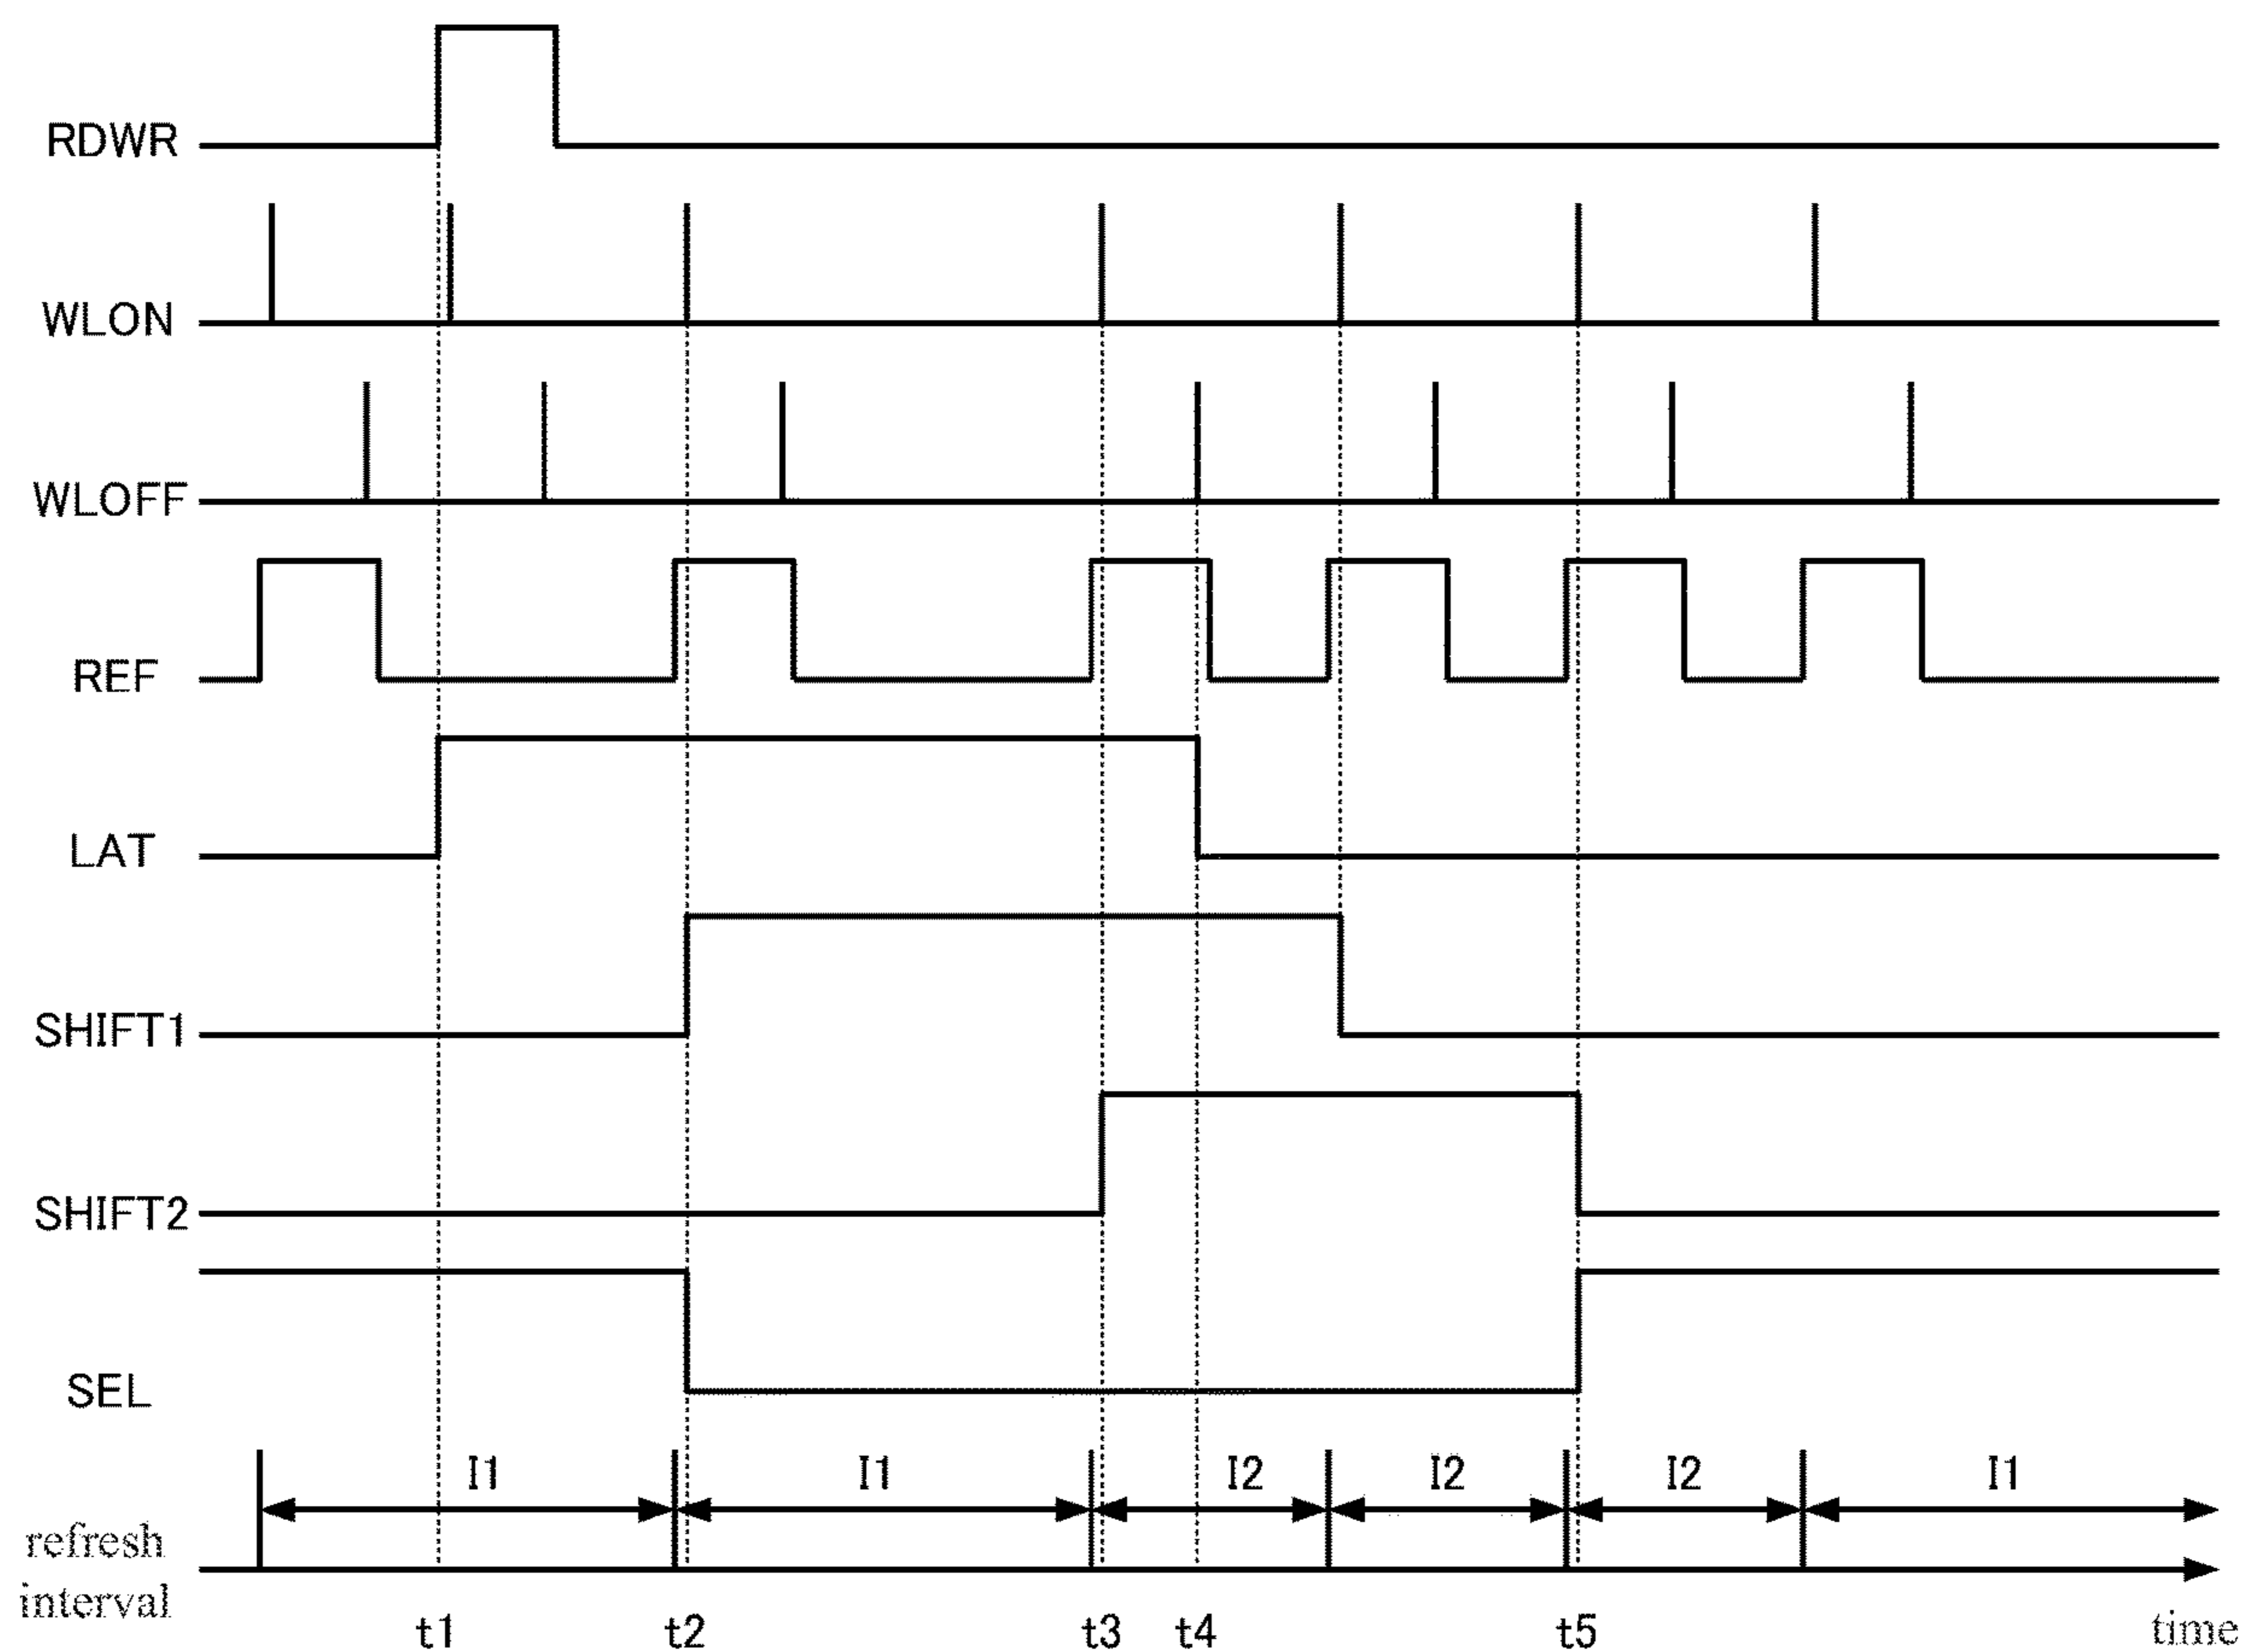 RDWR
WLON
WLOFF
REF
LAT
SHIFT1
SHIFT2
SEL
I1 I1 I2 I2 I2 I1
refresh
interval
t1 t2 t3 t4 t5 time